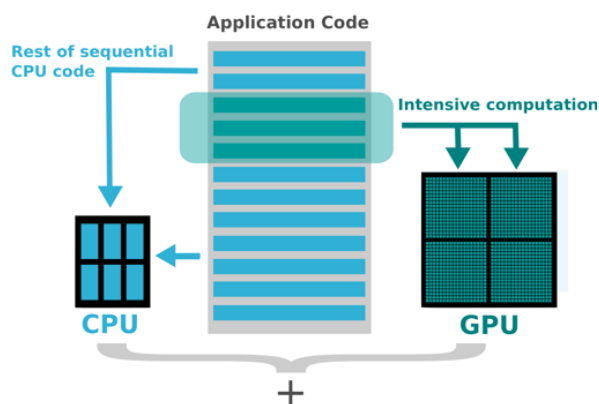 Application Code
Rest of sequential
CPU code
Intensive computation
CPU
GPU
+